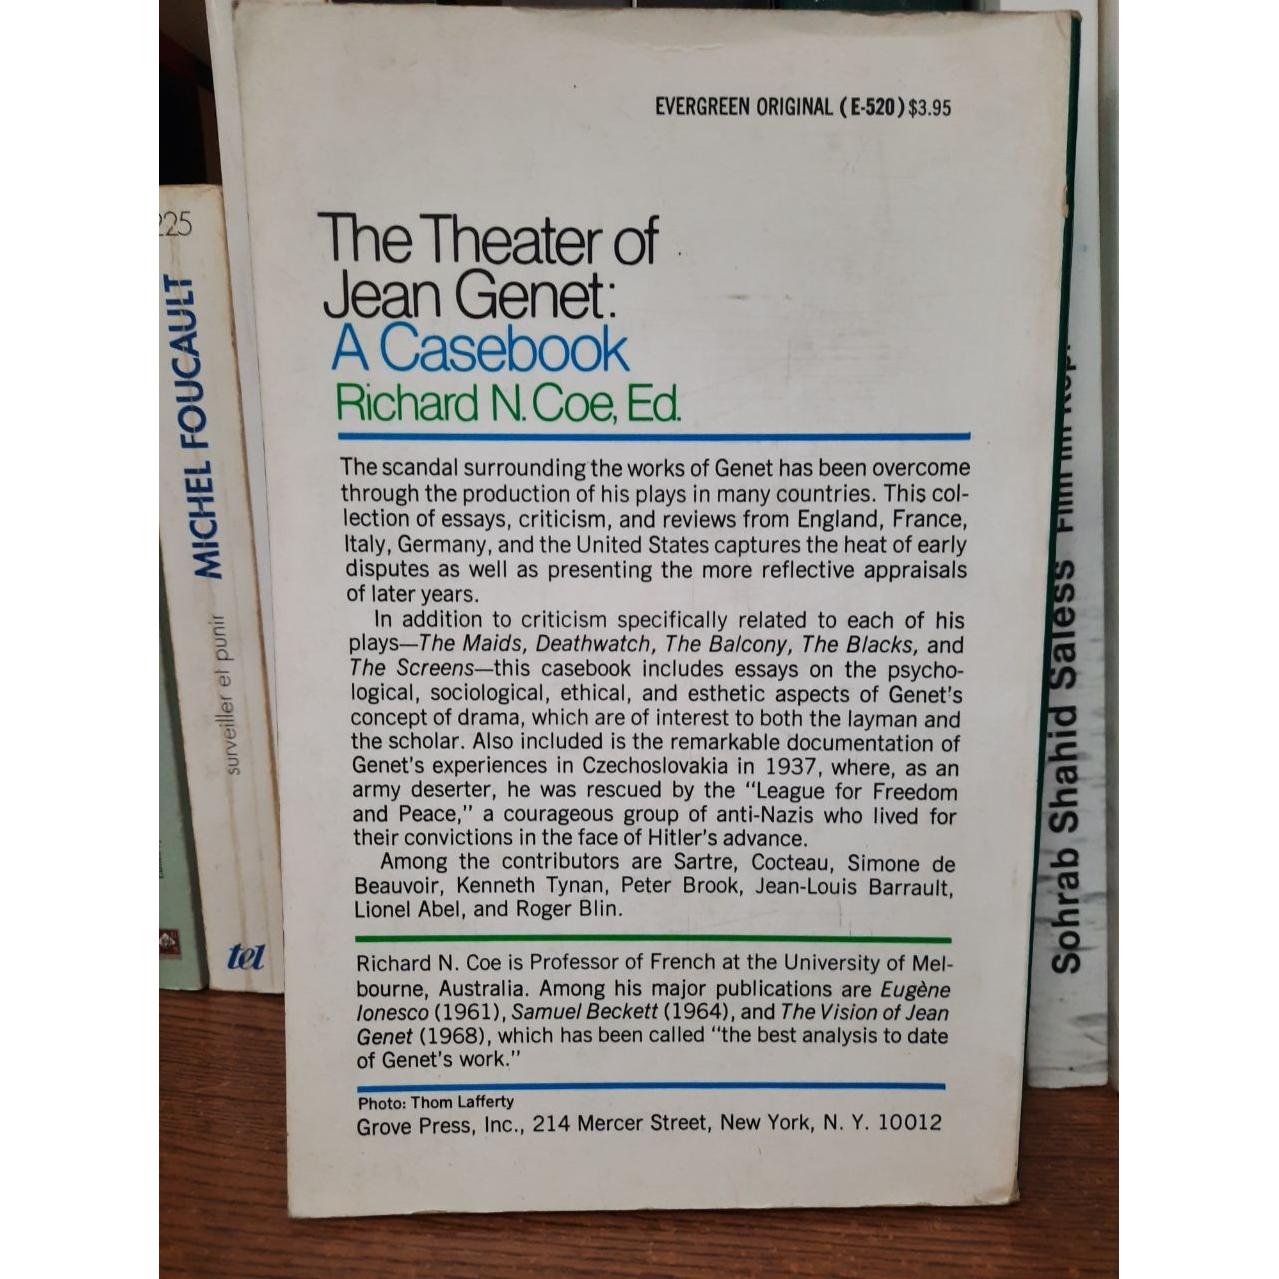 EVERGREEN ORIGINAL (E-520) $3.95
The Theater of
Jean Genet:
A Casebook
Richard N. Coe, Ed.
The scandal surrounding the works of Genet has been overcome
through the production of his plays in many countries. This col-
lection of essays, criticism, and reviews from England, France,
Italy, Germany, and the United States captures the heat of early
disputes as well as presenting the more reflective appraisals
of later years.
In addition to criticism specifically related to each of his
plays—The Maids, Deathwatch, The Balcony, The Blacks, and
The Screens—this casebook includes essays on the psycho-
logical, sociological, ethical, and esthetic aspects of Genet's
concept of drama, which are of interest to both the layman and
the scholar. Also included is the remarkable documentation of
Genet's experiences in Czechoslovakia in 1937, where, as an
army deserter, he was rescued by the "League for Freedom
and Peace," a courageous group of anti-Nazis who lived for
their convictions in the face of Hitler's advance.
Among the contributors are Sartre, Cocteau, Simone de
Beauvoir, Kenneth Tynan, Peter Brook, Jean-Louis Barrault,
Lionel Abel, and Roger Blin.
Richard N. Coe is Professor of French at the University of Mel-
bourne, Australia. Among his major publications are Eugène
Ionesco (1961), Samuel Beckett (1964), and The Vision of Jean
Genet (1968), which has been called "the best analysis to date
of Genet's work."
Photo: Thom Lafferty
Grove Press, Inc., 214 Mercer Street, New York, N. Y. 10012
225
MICHEL FOUCAULT
surveiller et punir
tel
Sohrab Shahid Saless